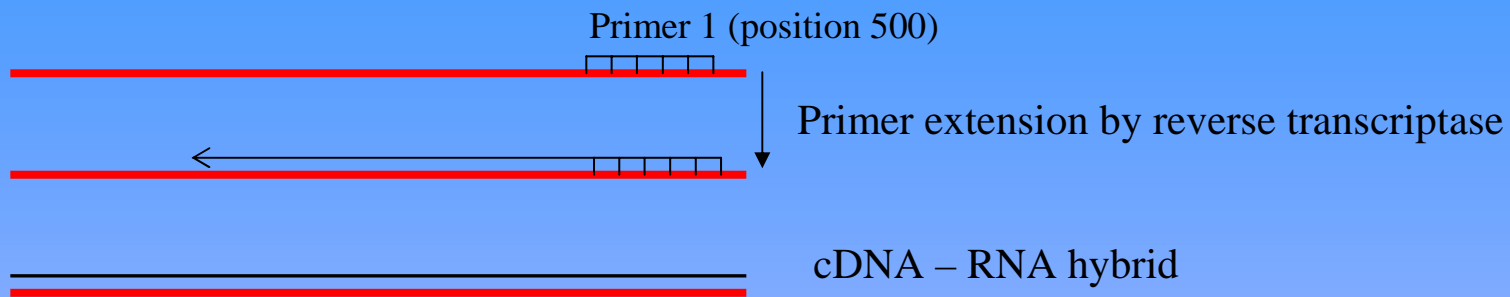 Primer 1 (position 500)
Primer extension by reverse transcriptase
cDNA – RNA hybrid